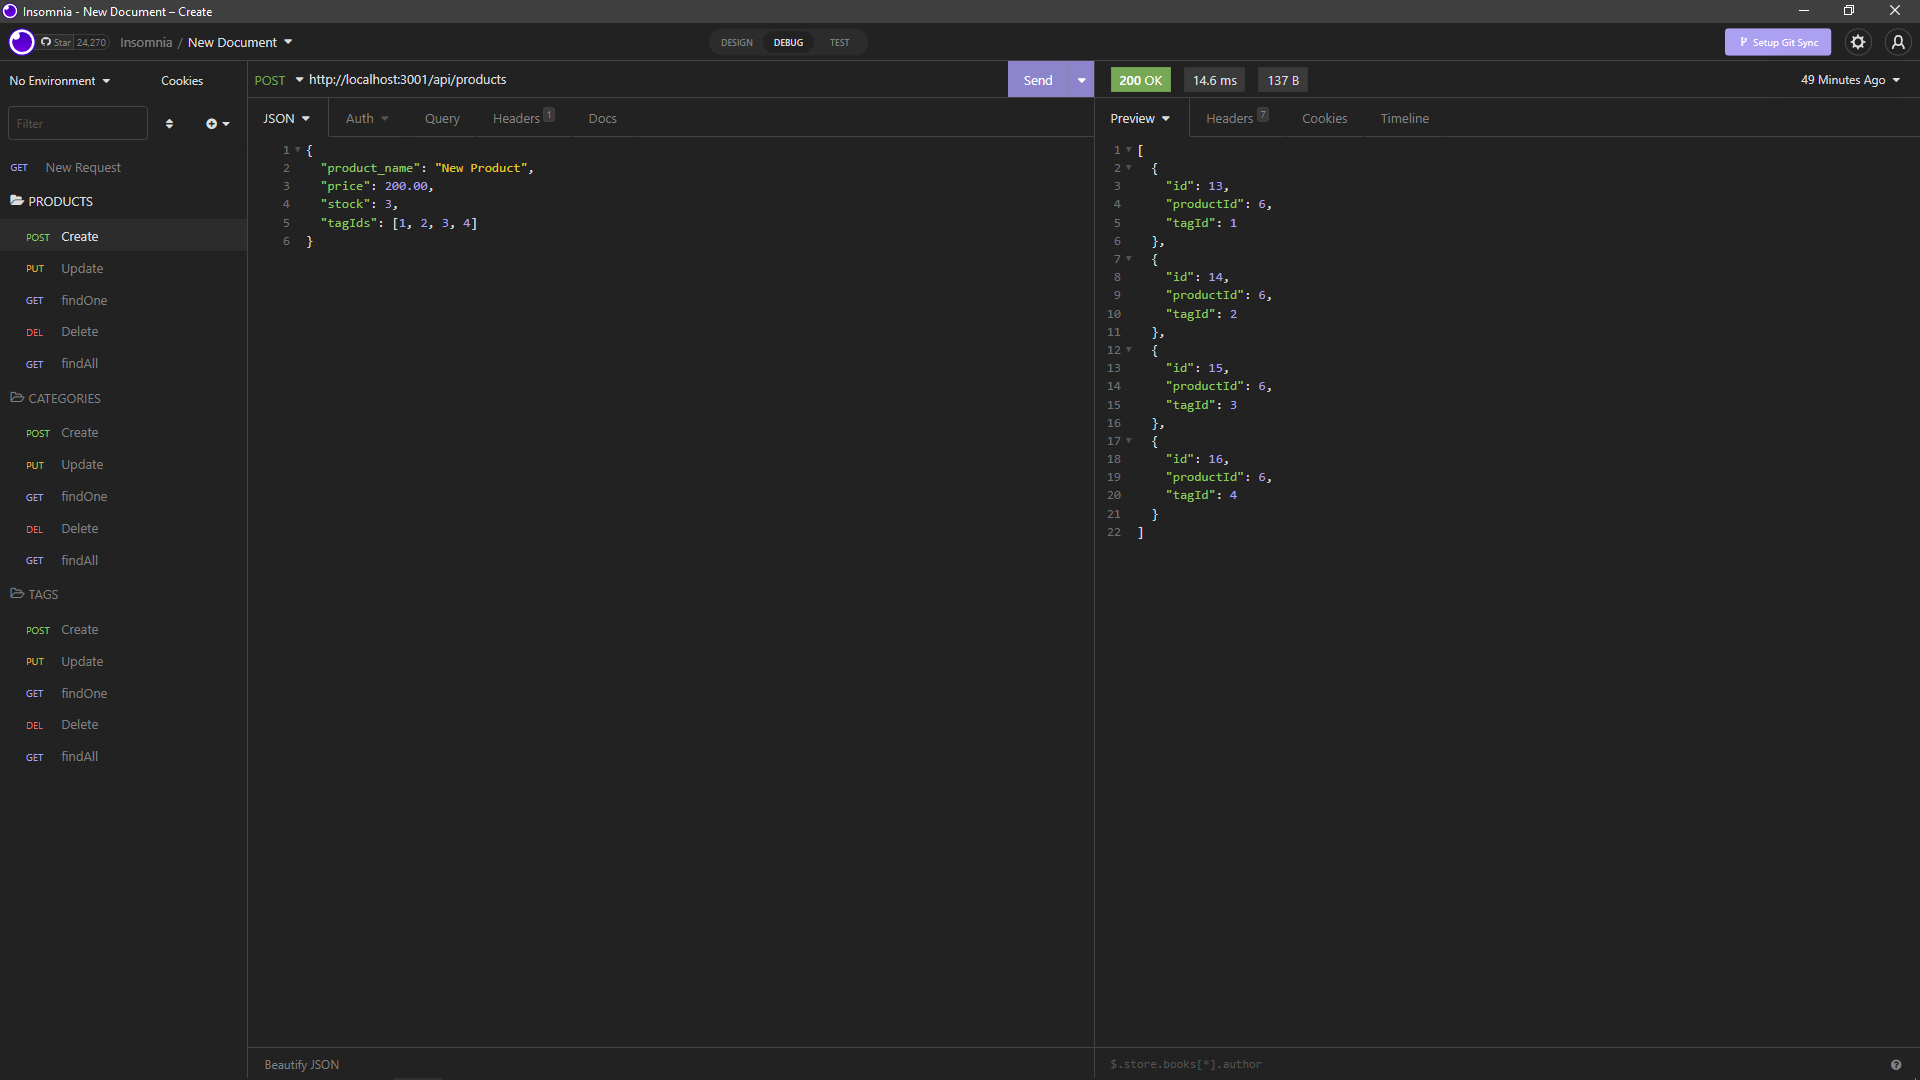 Insomnia - New Document – Create
Star 24,270
Insomnia / New Document
DESIGN DEBUG TEST
Setup Git Sync
No Environment Cookies
POST http://localhost:3001/api/products Send
200 OK 14.6 ms 137 B 49 Minutes Ago
Filter
JSON Auth Query Headers 1 Docs
Preview Headers 7 Cookies Timeline
GET New Request
PRODUCTS
POST Create
PUT Update
GET findOne
DEL Delete
GET findAll
CATEGORIES
POST Create
PUT Update
GET findOne
DEL Delete
GET findAll
TAGS
POST Create
PUT Update
GET findOne
DEL Delete
GET findAll
1 {
2 "product_name": "New Product",
3 "price": 200.00,
4 "stock": 3,
5 "tagIds": [1, 2, 3, 4]
6 }
Beautify JSON
1 [
2 {
3 "id": 13,
4 "productId": 6,
5 "tagId": 1
6 },
7 {
8 "id": 14,
9 "productId": 6,
10 "tagId": 2
11 },
12 {
13 "id": 15,
14 "productId": 6,
15 "tagId": 3
16 },
17 {
18 "id": 16,
19 "productId": 6,
20 "tagId": 4
21 }
22 ]
$.store.books[*].author